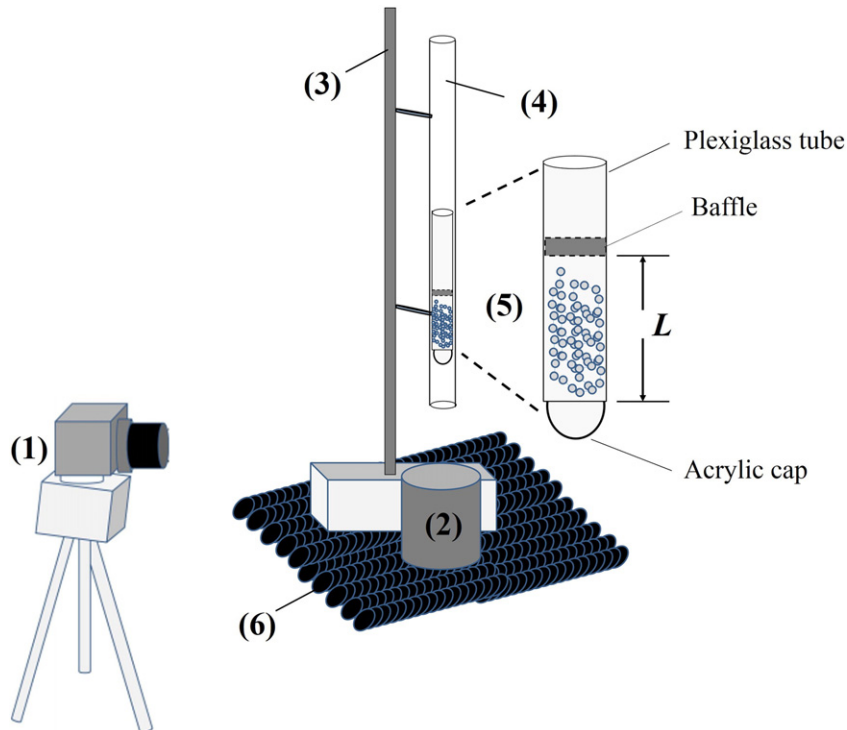 (3)
(4)
Plexiglass tube
Baffle
(5)
L
(1)
Acrylic cap
(2)
(6)